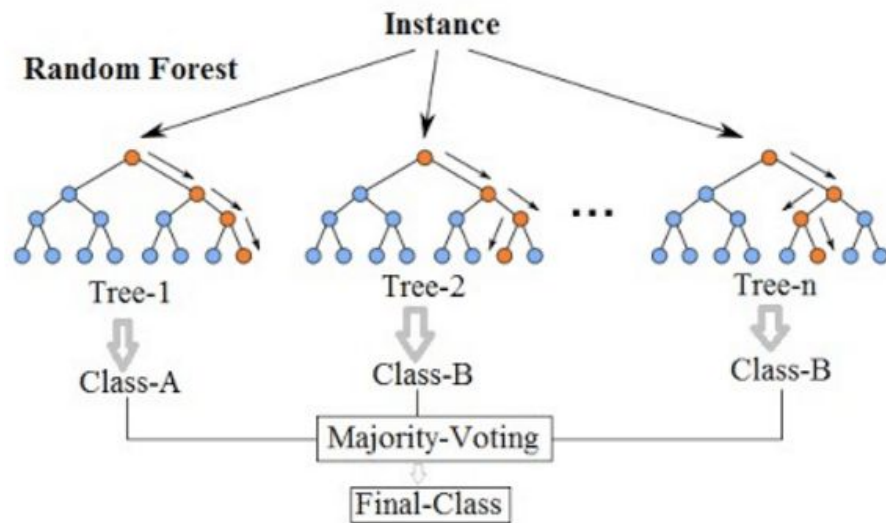 Instance
Random Forest
...
Tree-1
Tree-2
Tree-n
Class-A
Class-B
Class-B
Majority-Voting
Final-Class